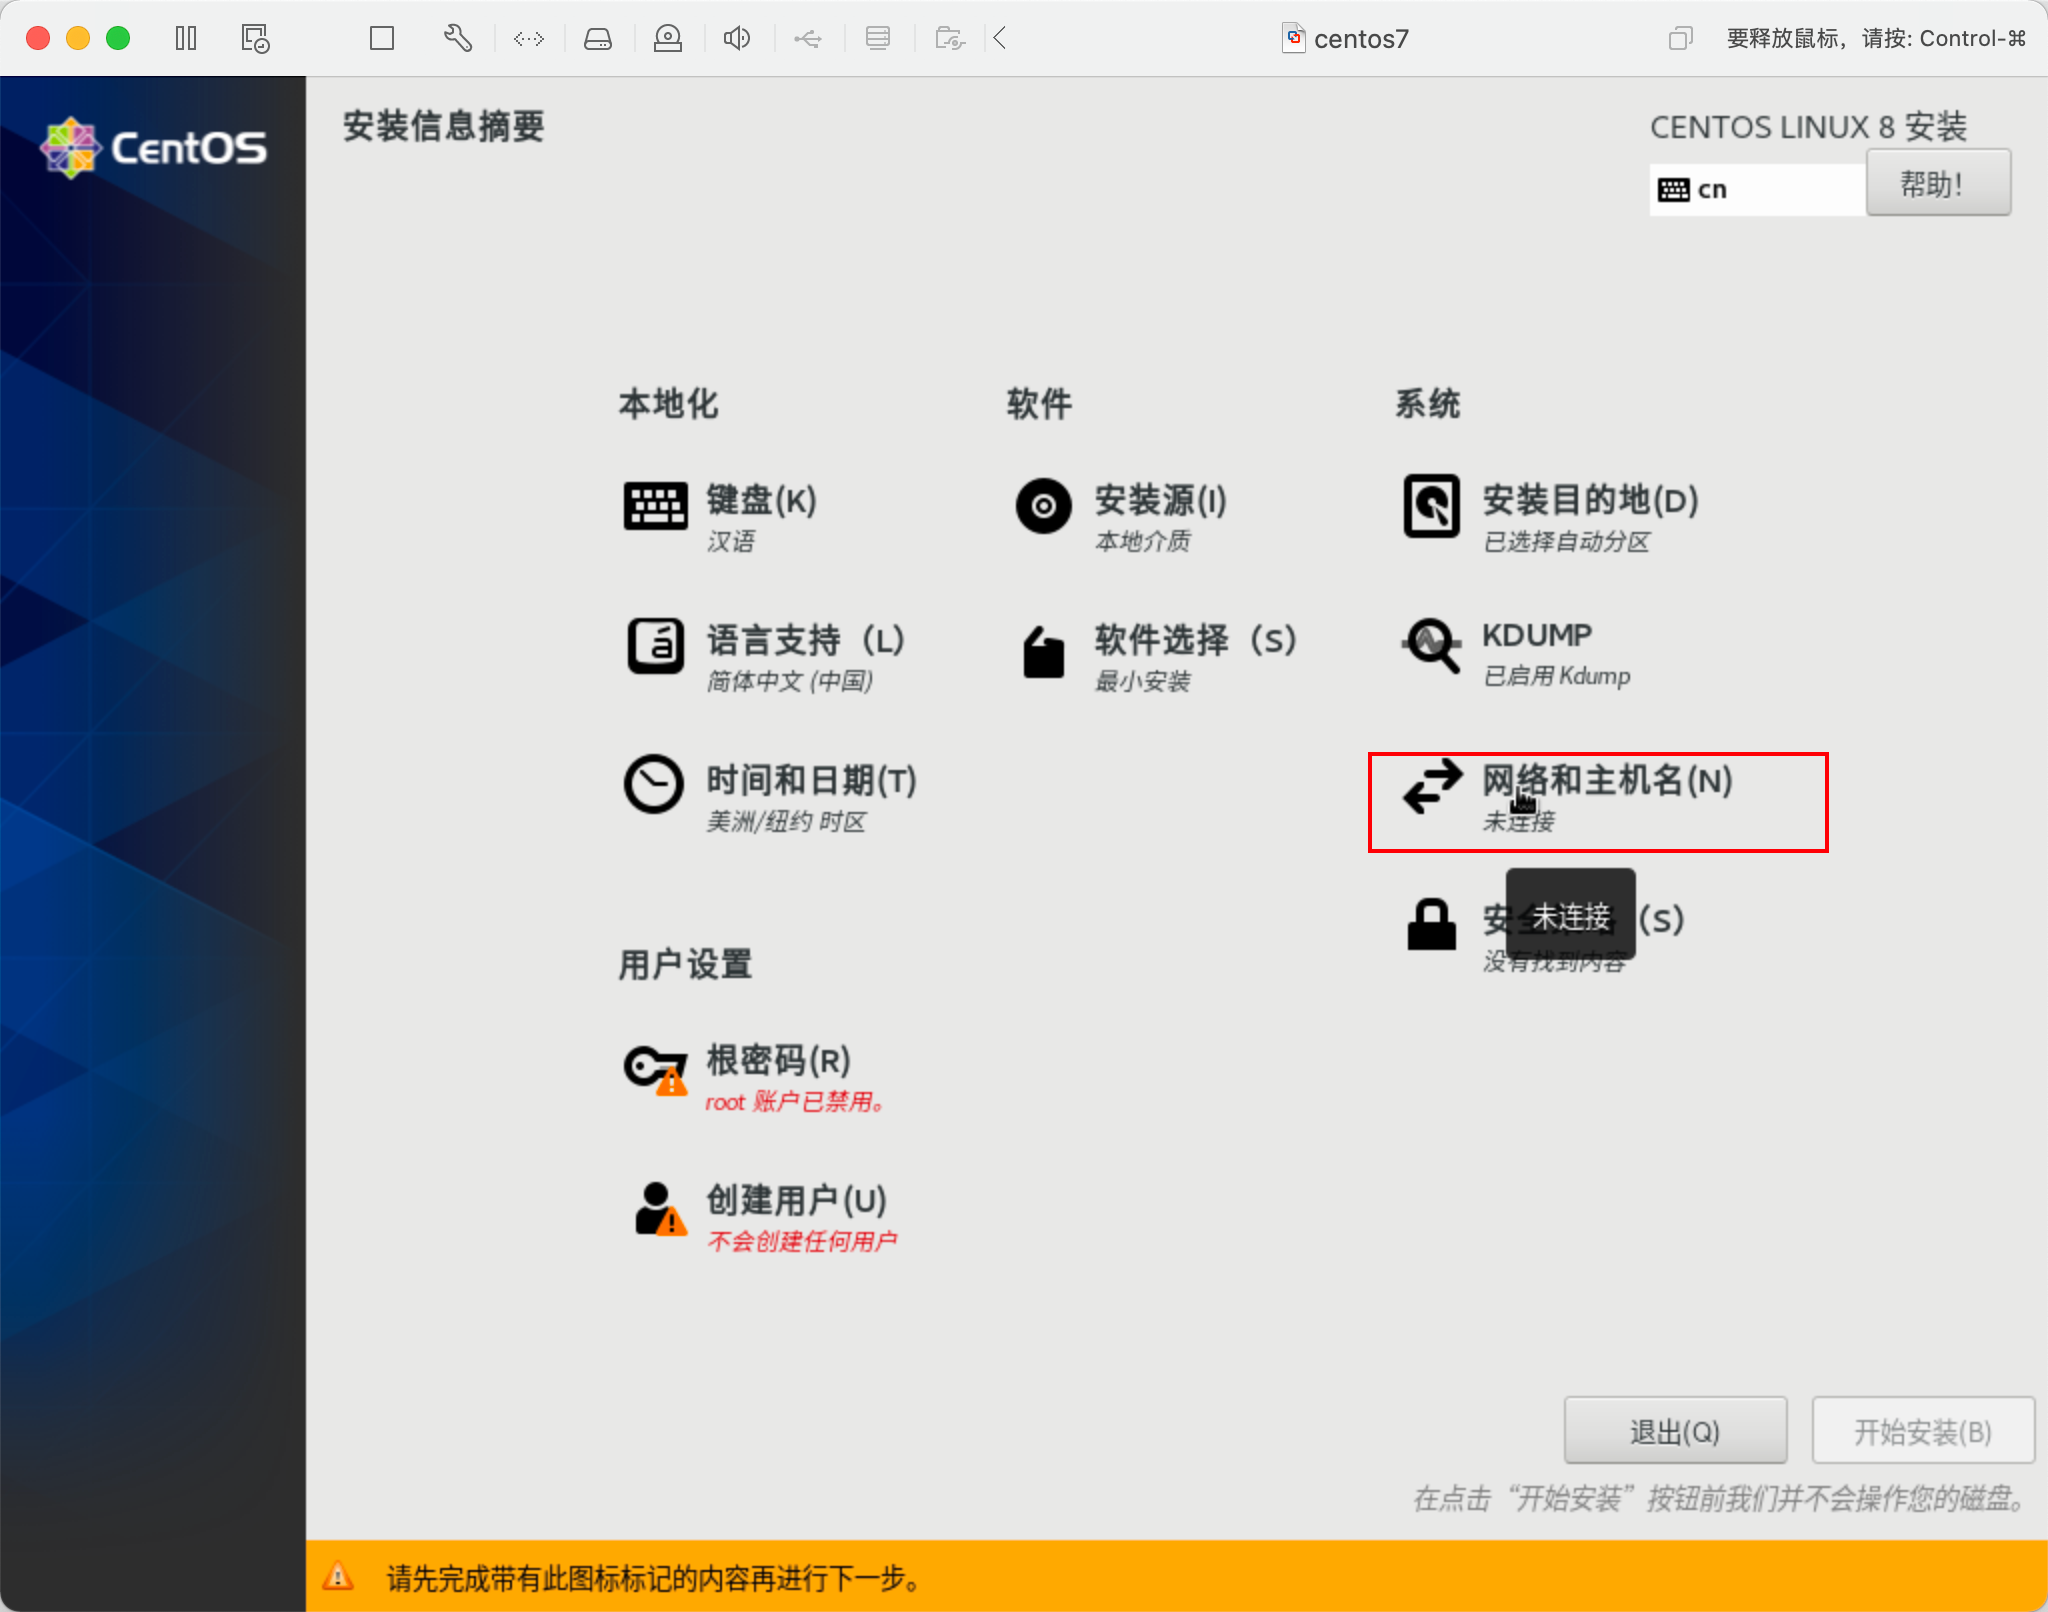 centos7
要释放鼠标，请按: Control-⌘
CentOS
安装信息摘要
CENTOS LINUX 8 安装
cn
帮助!
本地化
键盘(K)
汉语
语言支持（L）
简体中文 (中国)
时间和日期(T)
美洲/纽约 时区
软件
安装源(I)
本地介质
软件选择（S）
最小安装
系统
安装目的地(D)
已选择自动分区
KDUMP
已启用 Kdump
网络和主机名(N)
未连接
未连接
安全策略（S）
没有找到内容
用户设置
根密码(R)
root 账户已禁用。
创建用户(U)
不会创建任何用户
退出(Q)
开始安装(B)
在点击“开始安装”按钮前我们并不会操作您的磁盘。
请先完成带有此图标标记的内容再进行下一步。